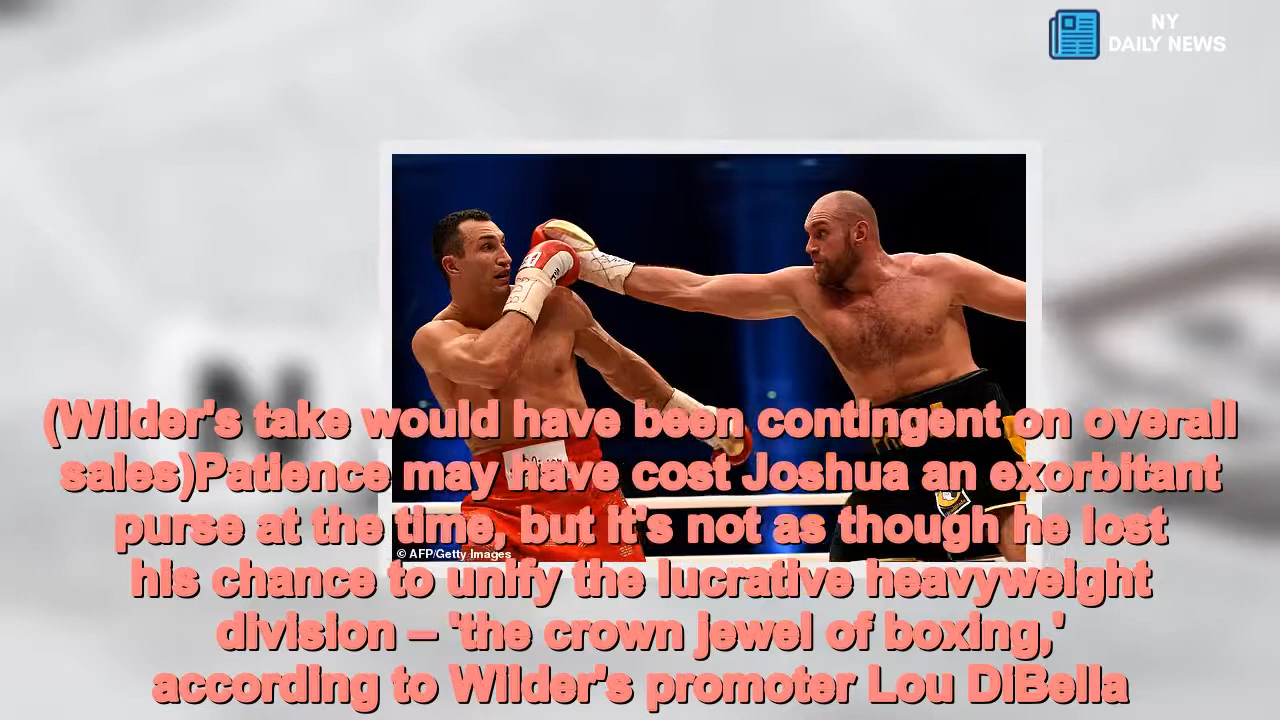 NY
DAILY NEWS
(Wilder's take would have been contingent on overall
sales)Patience may have cost Joshua an exorbitant
purse at the time, but it's not as though he lost
© AFP/Getty Images
his chance to unify the lucrative heavyweight
division – 'the crown jewel of boxing,'
according to Wilder's promoter Lou DiBella